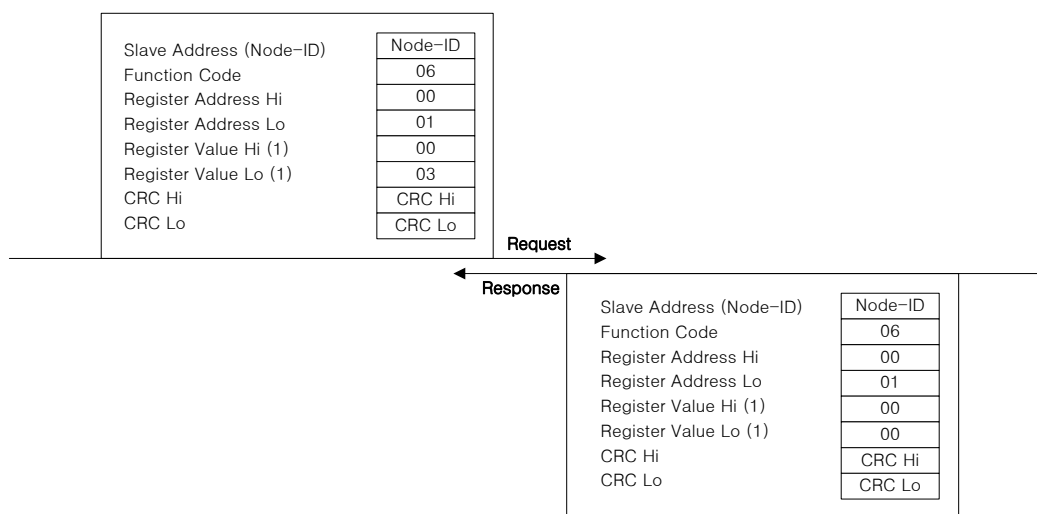 Slave Address (Node-ID) Node-ID
Function Code 06
Register Address Hi 00
Register Address Lo 01
Register Value Hi (1) 00
Register Value Lo (1) 03
CRC Hi CRC Hi
CRC Lo CRC Lo
Request
Response
Slave Address (Node-ID) Node-ID
Function Code 06
Register Address Hi 00
Register Address Lo 01
Register Value Hi (1) 00
Register Value Lo (1) 00
CRC Hi CRC Hi
CRC Lo CRC Lo